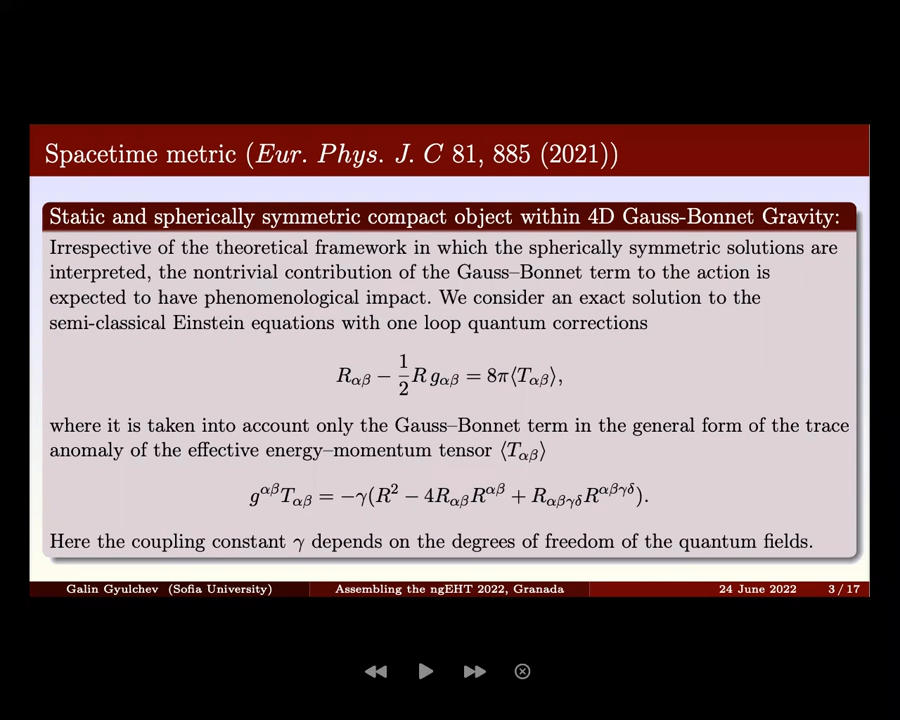 Spacetime metric (Eur. Phys. J. C 81, 885 (2021))
Static and spherically symmetric compact object within 4D Gauss-Bonnet Gravity:
Irrespective of the theoretical framework in which the spherically symmetric solutions are
interpreted, the nontrivial contribution of the Gauss–Bonnet term to the action is
expected to have phenomenological impact. We consider an exact solution to the
semi-classical Einstein equations with one loop quantum corrections
R_{αβ} − \frac{1}{2} R g_{αβ} = 8π⟨T_{αβ}⟩,
where it is taken into account only the Gauss–Bonnet term in the general form of the trace
anomaly of the effective energy–momentum tensor ⟨T_{αβ}⟩
g^{αβ}T_{αβ} = −γ(R^2 − 4R_{αβ}R^{αβ} + R_{αβγδ}R^{αβγδ}).
Here the coupling constant γ depends on the degrees of freedom of the quantum fields.
Galin Gyulchev (Sofia University) Assembling the ngEHT 2022, Granada 24 June 2022 3 / 17